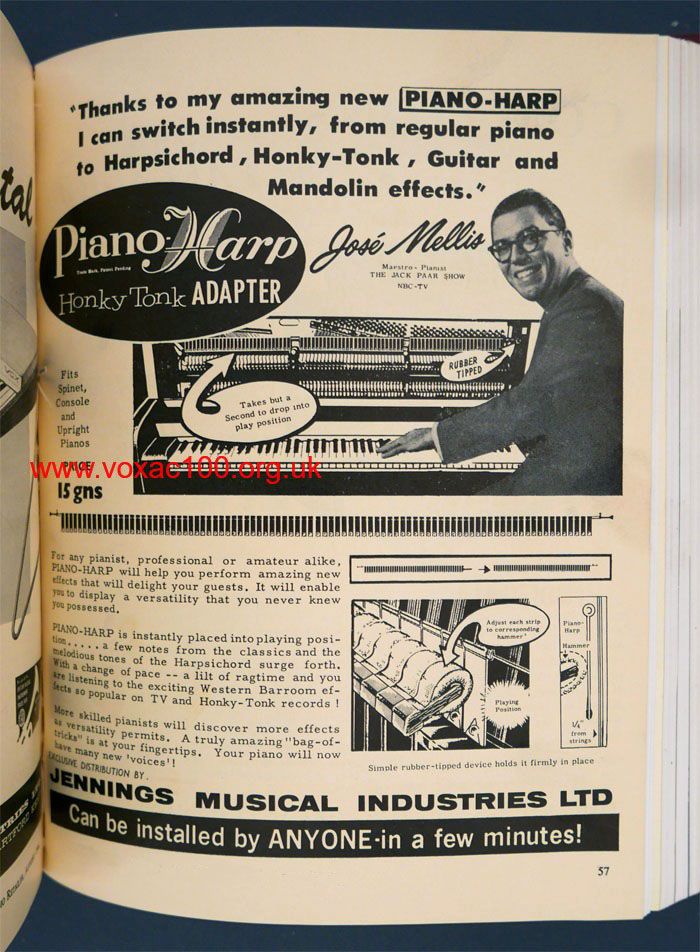 "Thanks to my amazing new PIANO-HARP
I can switch instantly, from regular piano
to Harpsichord, Honky-Tonk, Guitar and
Mandolin effects."
Piano-Harp
Trade Mark, Patents Pending
Honky Tonk ADAPTER
José Mellis
Maestro - Pianist
THE JACK PAAR SHOW
NBC-TV
RUBBER
TIPPED
Takes but a
Second to drop into
play position
Fits
Spinet,
Console
and
Upright
Pianos
PRICE
15 gns
www.voxac100.org.uk
For any pianist, professional or amateur alike,
PIANO-HARP will help you perform amazing new
effects that will delight your guests. It will enable
you to display a versatility that you never knew
you possessed.
PIANO-HARP is instantly placed into playing posi-
tion..... a few notes from the classics and the
melodious tones of the Harpsichord surge forth.
With a change of pace -- a lilt of ragtime and you
are listening to the exciting Western Barroom ef-
fects so popular on TV and Honky-Tonk records !
More skilled pianists will discover more effects
as versatility permits. A truly amazing "bag-of-
tricks" is at your fingertips. Your piano will now
have many new 'voices'!
Adjust each strip
to corresponding
hammer'
Playing
Position
Piano-
Harp
Hammer
1/4"
from
strings
Simple rubber-tipped device holds it firmly in place
EXCLUSIVE DISTRIBUTION BY.
JENNINGS MUSICAL INDUSTRIES LTD
Can be installed by ANYONE-in a few minutes!
57